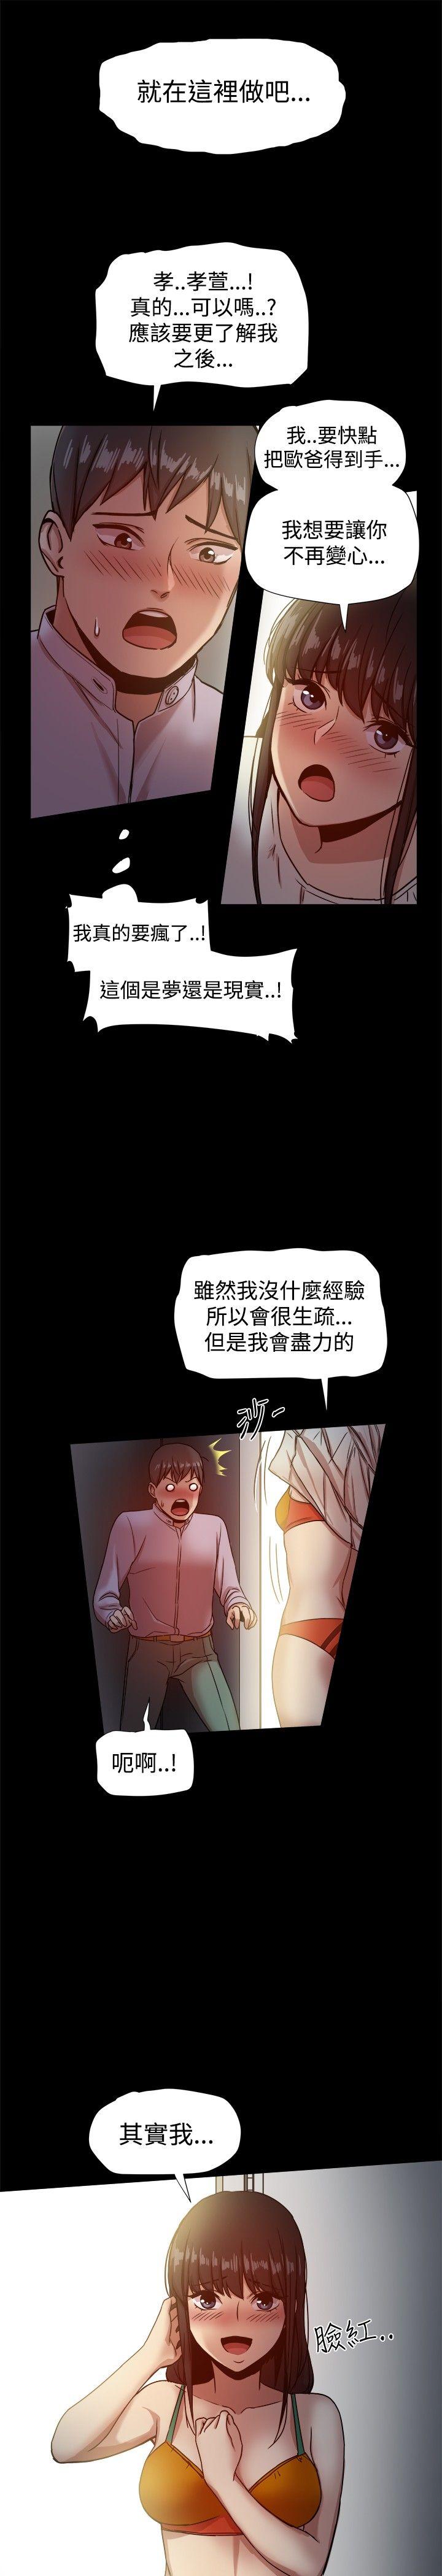 就在這裡做吧...
孝..孝萱...!
真的...可以嗎..?
應該要更了解我
之後...
我..要快點
把歐爸得到手...
我想要讓你
不再變心...
我真的要瘋了..!
這個是夢還是現實..!
雖然我沒什麼經驗
所以會很生疏...
但是我會盡力的
沙~
呃啊..!
其實我...
臉紅..